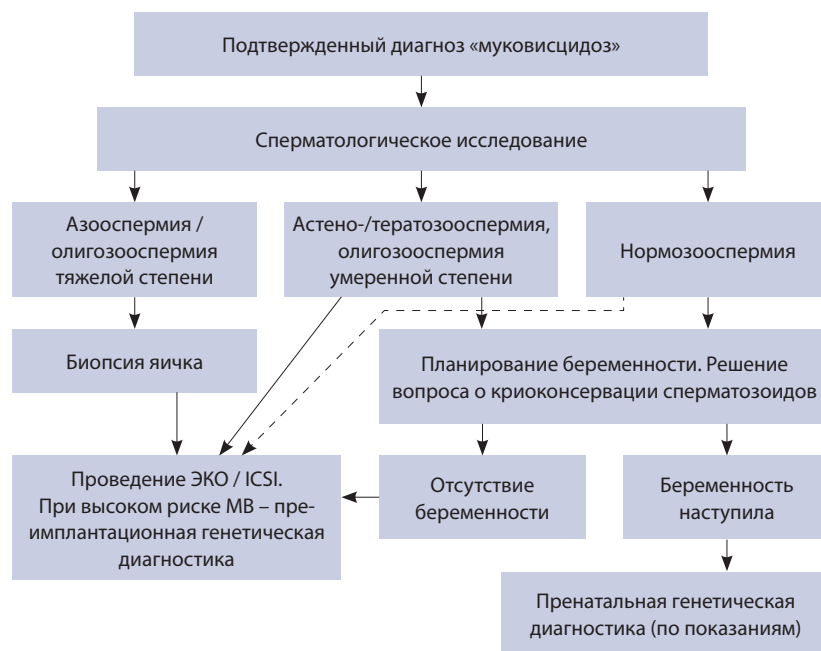 Подтвержденный диагноз «муковисцидоз»
Сперматологическое исследование
Азооспермия /
олигозооспермия
тяжелой степени
Астено-/тератозооспермия,
олигозооспермия
умеренной степени
Нормозооспермия
Биопсия яичка
Планирование беременности. Решение
вопроса о криоконсервации сперматозоидов
Проведение ЭКО / ICSI.
При высоком риске МВ – пре-
имплантационная генетическая
диагностика
Отсутствие
беременности
Беременность
наступила
Пренатальная генетическая
диагностика (по показаниям)